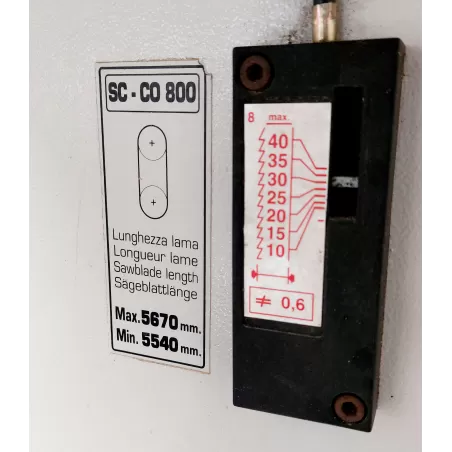 SC - CO 800
Lunghezza lama
Longueur lame
Sawblade length
Sägeblattlänge
Max. 5670 mm.
Min. 5540 mm.
8 max.
40
35
30
25
20
15
10
≠ 0,6